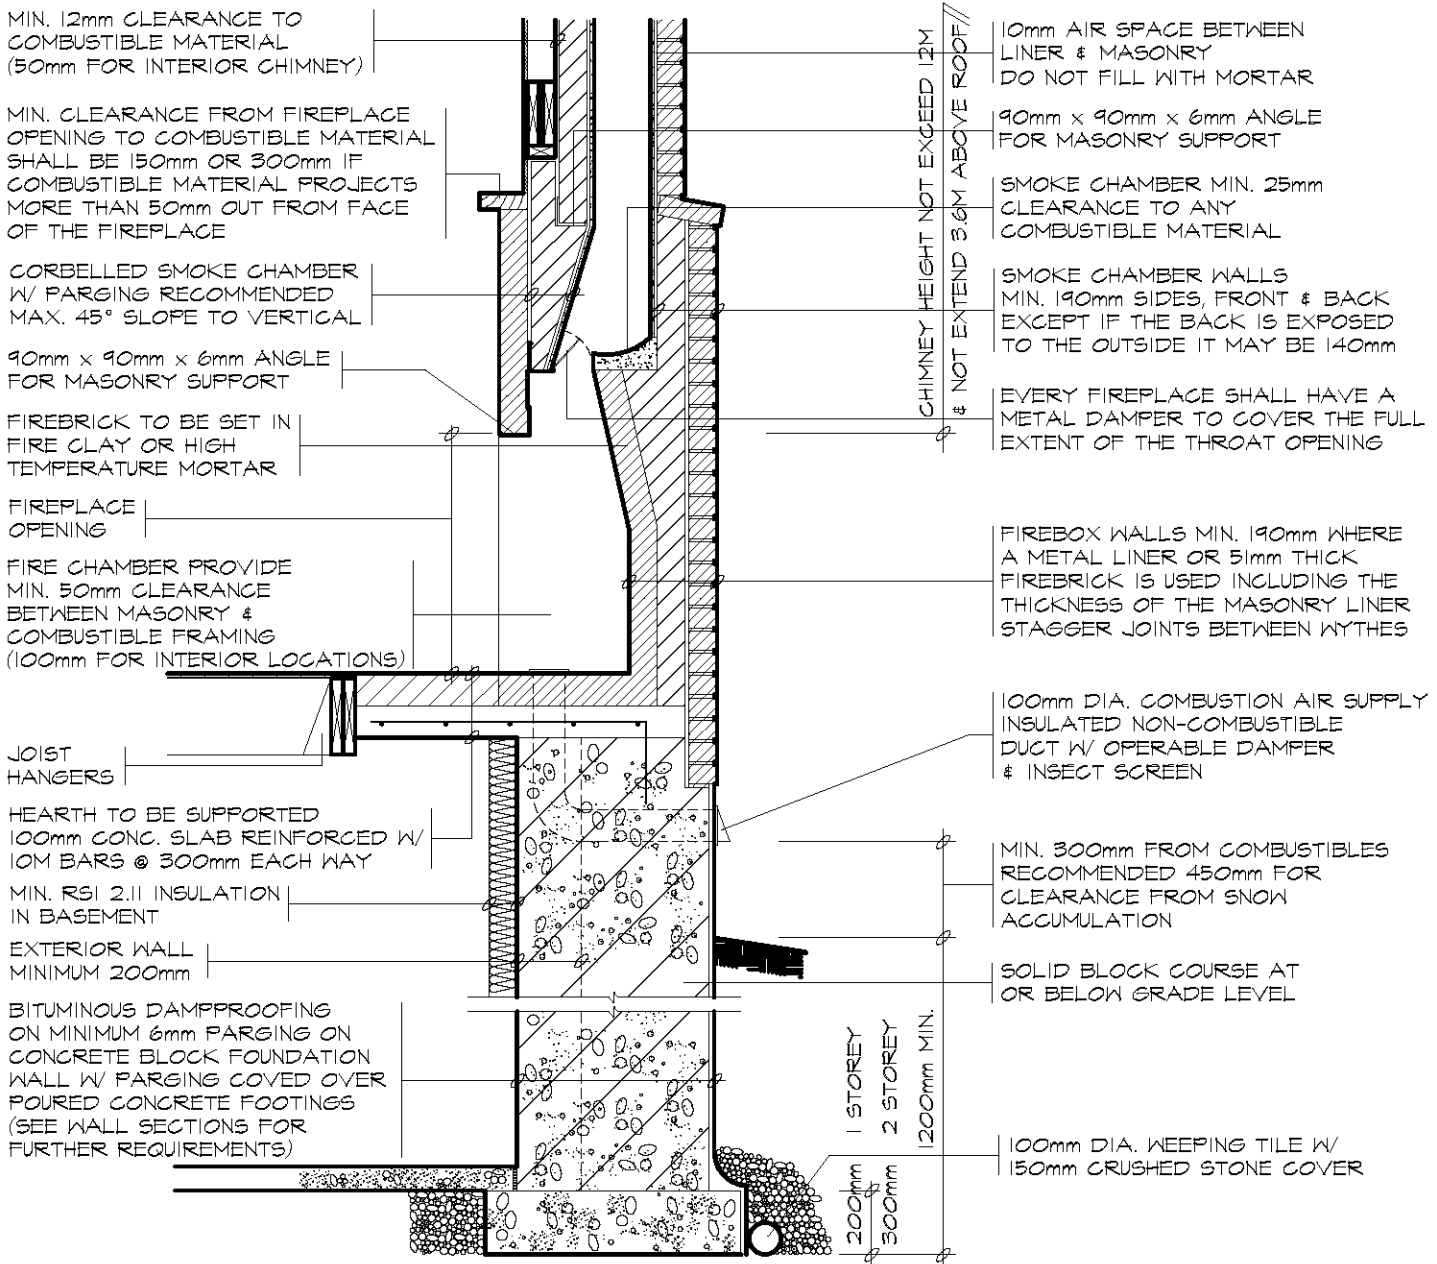 MIN. 12mm CLEARANCE TO
COMBUSTIBLE MATERIAL
(50mm FOR INTERIOR CHIMNEY)
MIN. CLEARANCE FROM FIREPLACE
OPENING TO COMBUSTIBLE MATERIAL
SHALL BE 150mm OR 300mm IF
COMBUSTIBLE MATERIAL PROJECTS
MORE THAN 50mm OUT FROM FACE
OF THE FIREPLACE
CORBELLED SMOKE CHAMBER
W/ PARGING RECOMMENDED
MAX. 45° SLOPE TO VERTICAL
90mm x 90mm x 6mm ANGLE
FOR MASONRY SUPPORT
FIREBRICK TO BE SET IN
FIRE CLAY OR HIGH
TEMPERATURE MORTAR
FIREPLACE
OPENING
FIRE CHAMBER PROVIDE
MIN. 50mm CLEARANCE
BETWEEN MASONRY &
COMBUSTIBLE FRAMING
(100mm FOR INTERIOR LOCATIONS)
JOIST
HANGERS
HEARTH TO BE SUPPORTED
100mm CONC. SLAB REINFORCED W/
10M BARS @ 300mm EACH WAY
MIN. RSI 2.11 INSULATION
IN BASEMENT
EXTERIOR WALL
MINIMUM 200mm
BITUMINOUS DAMPPROOFING
ON MINIMUM 6mm PARGING ON
CONCRETE BLOCK FOUNDATION
WALL W/ PARGING COVED OVER
POURED CONCRETE FOOTINGS
(SEE WALL SECTIONS FOR
FURTHER REQUIREMENTS)
CHIMNEY HEIGHT NOT EXCEED 12M
& NOT EXTEND 3.6M ABOVE ROOF
10mm AIR SPACE BETWEEN
LINER & MASONRY
DO NOT FILL WITH MORTAR
90mm x 90mm x 6mm ANGLE
FOR MASONRY SUPPORT
SMOKE CHAMBER MIN. 25mm
CLEARANCE TO ANY
COMBUSTIBLE MATERIAL
SMOKE CHAMBER WALLS
MIN. 190mm SIDES, FRONT & BACK
EXCEPT IF THE BACK IS EXPOSED
TO THE OUTSIDE IT MAY BE 140mm
EVERY FIREPLACE SHALL HAVE A
METAL DAMPER TO COVER THE FULL
EXTENT OF THE THROAT OPENING
FIREBOX WALLS MIN. 190mm WHERE
A METAL LINER OR 51mm THICK
FIREBRICK IS USED INCLUDING THE
THICKNESS OF THE MASONRY LINER
STAGGER JOINTS BETWEEN WYTHES
100mm DIA. COMBUSTION AIR SUPPLY
INSULATED NON-COMBUSTIBLE
DUCT W/ OPERABLE DAMPER
& INSECT SCREEN
MIN. 300mm FROM COMBUSTIBLES
RECOMMENDED 450mm FOR
CLEARANCE FROM SNOW
ACCUMULATION
SOLID BLOCK COURSE AT
OR BELOW GRADE LEVEL
200mm 1 STOREY
300mm 2 STOREY
1200mm MIN.
100mm DIA. WEEPING TILE W/
150mm CRUSHED STONE COVER